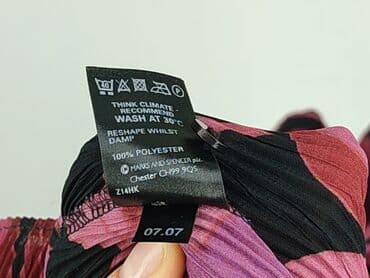 40 P
THINK CLIMATE -
RECOMMEND
WASH AT 30°C
RESHAPE WHILST
DAMP
100% POLYESTER
© MARKS AND SPENCER plc.
Chester CH99 9QS
Z14HK
07.07